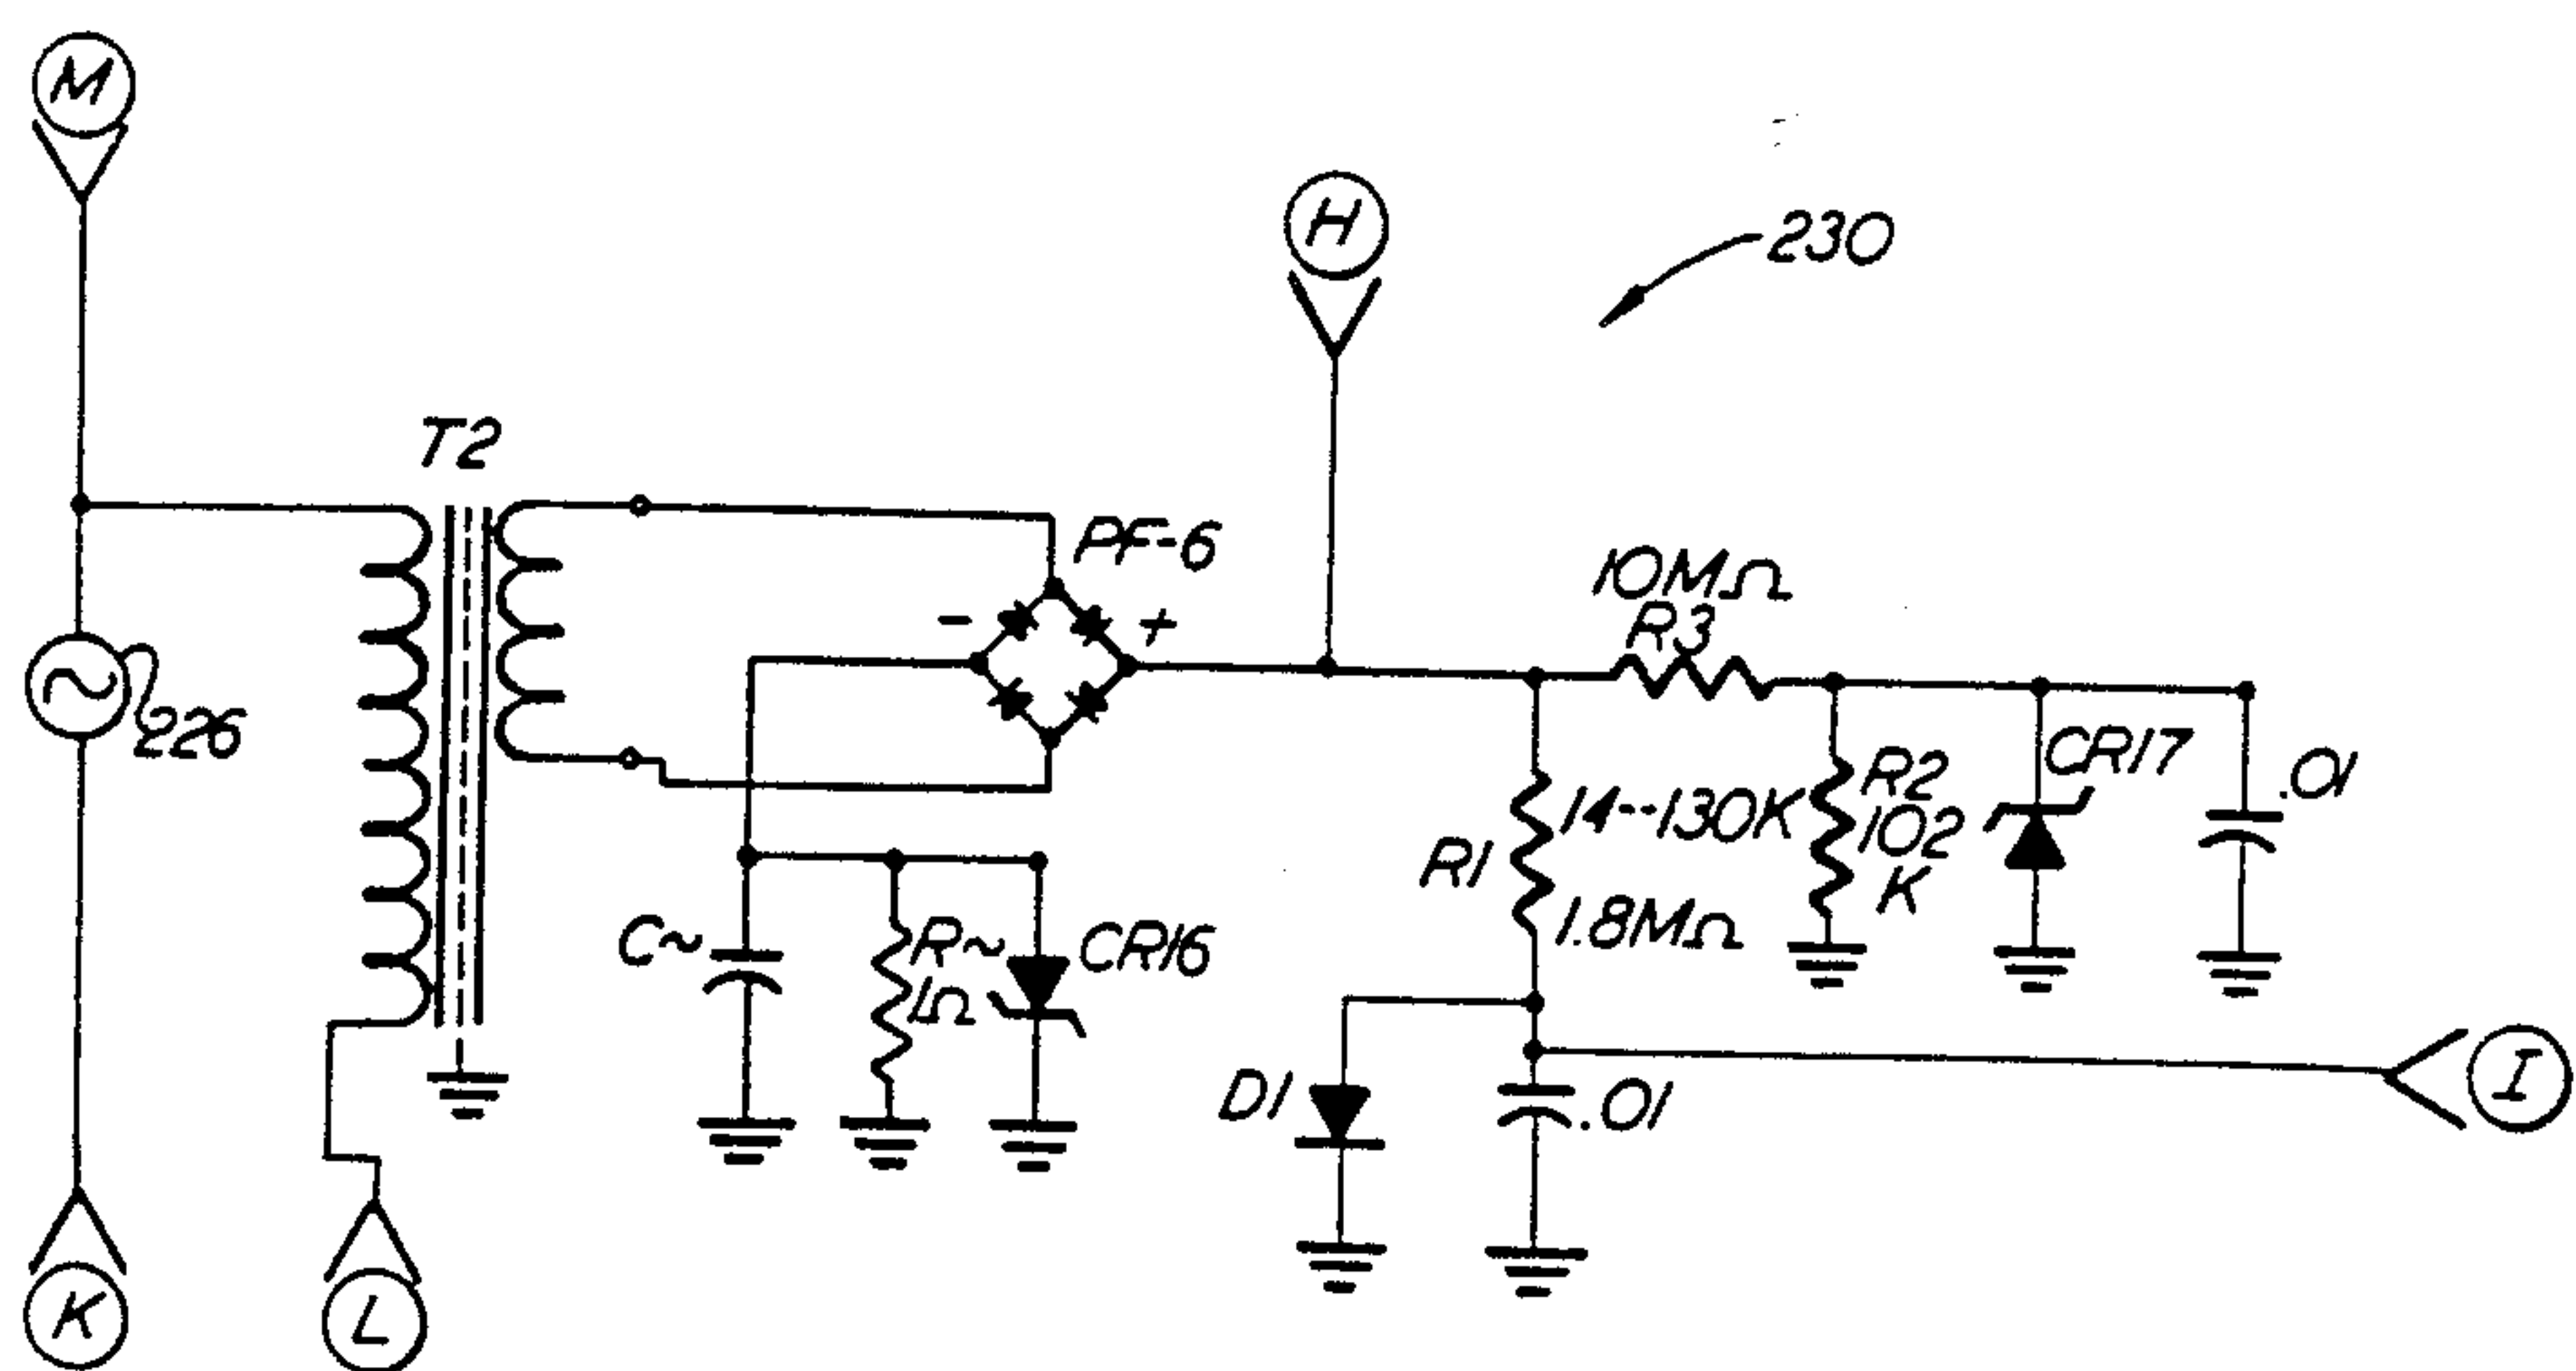 M
H
230
T2
PF-6
-
+
10MΩ
R3
226
CR17
.01
R2
102
K
14--130K
R1
1.8MΩ
C~
R~
1Ω
CR16
D1
.01
I
K
L